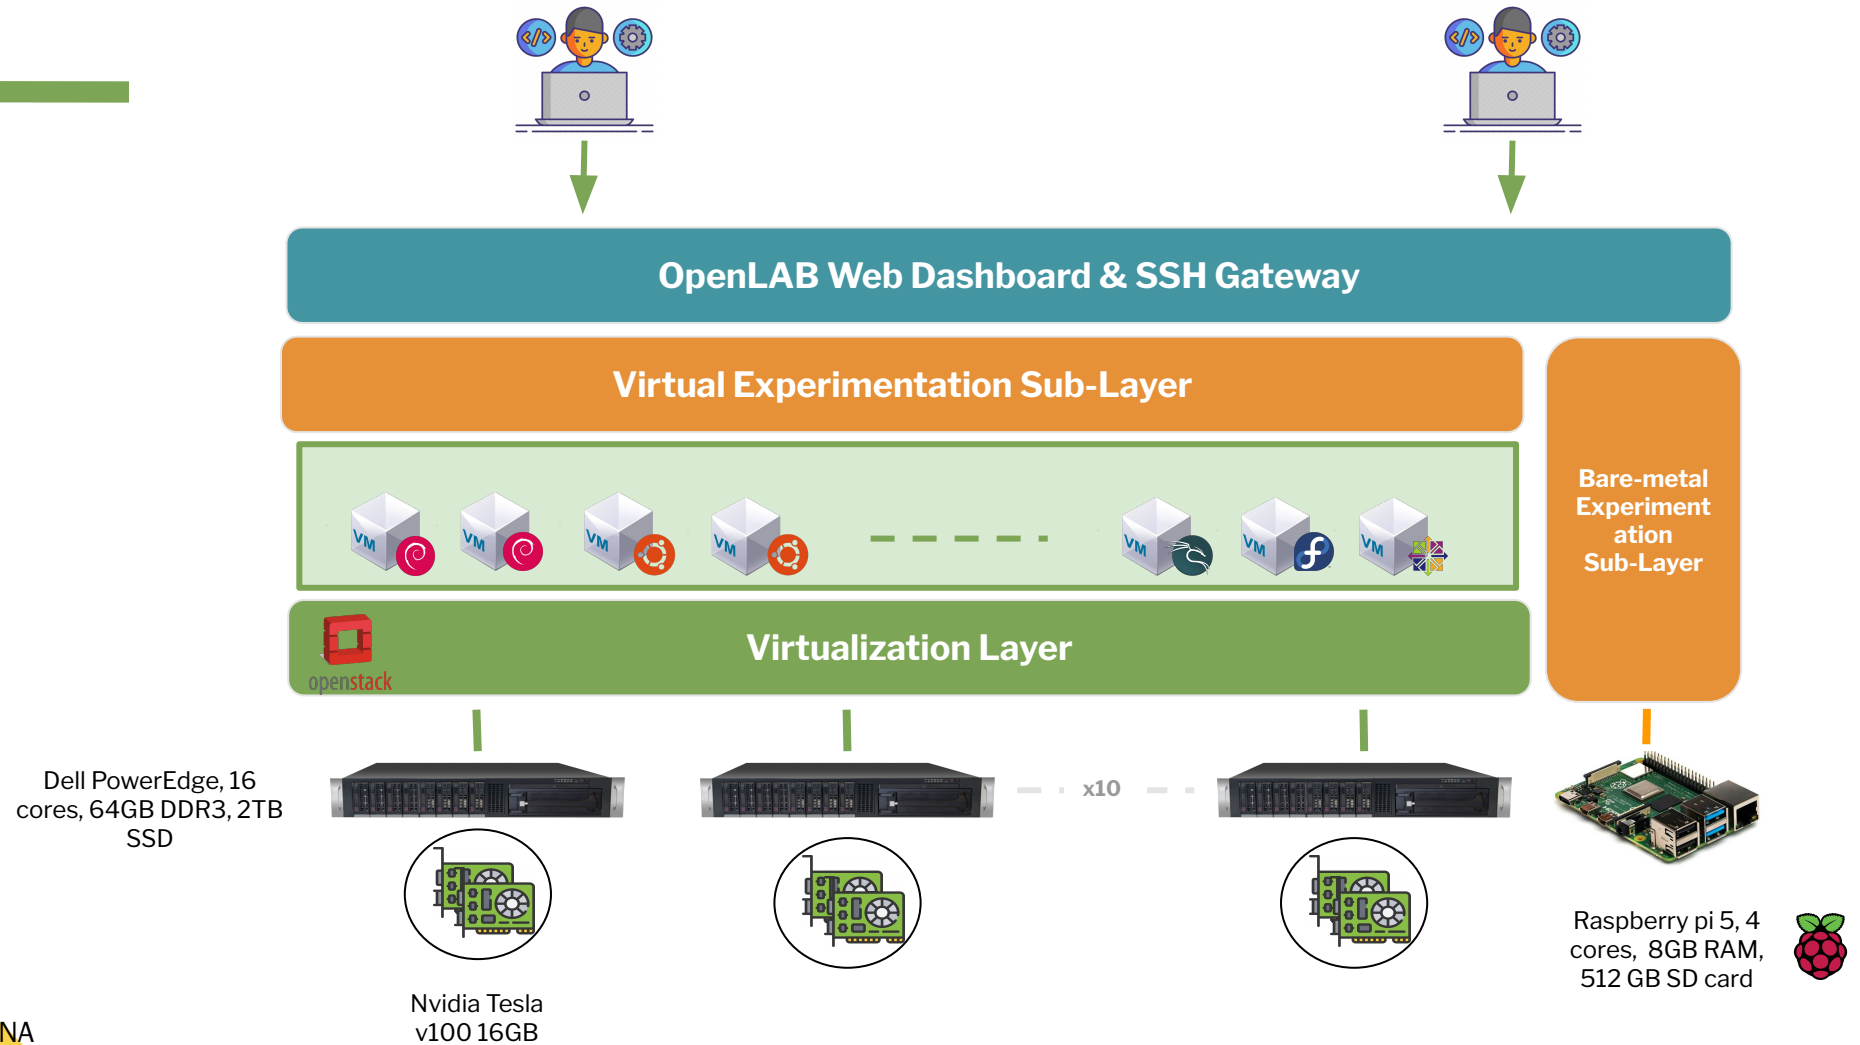 OpenLAB Web Dashboard & SSH Gateway
Virtual Experimentation Sub-Layer
Bare-metal
Experiment
ation
Sub-Layer
VM
VM
VM
VM
VM
VM
VM
openstack
Virtualization Layer
Dell PowerEdge, 16
cores, 64GB DDR3, 2TB
SSD
x10
Nvidia Tesla
v100 16GB
Raspberry pi 5, 4
cores, 8GB RAM,
512 GB SD card
NA